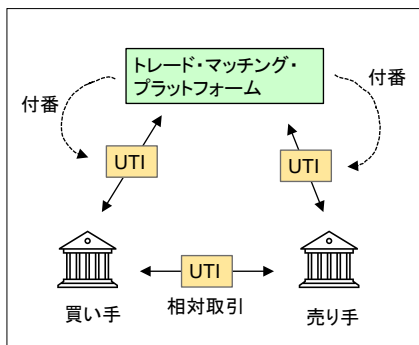 トレード・マッチング・
プラットフォーム
付番
付番
UTI
UTI
UTI
買い手
相対取引
売り手